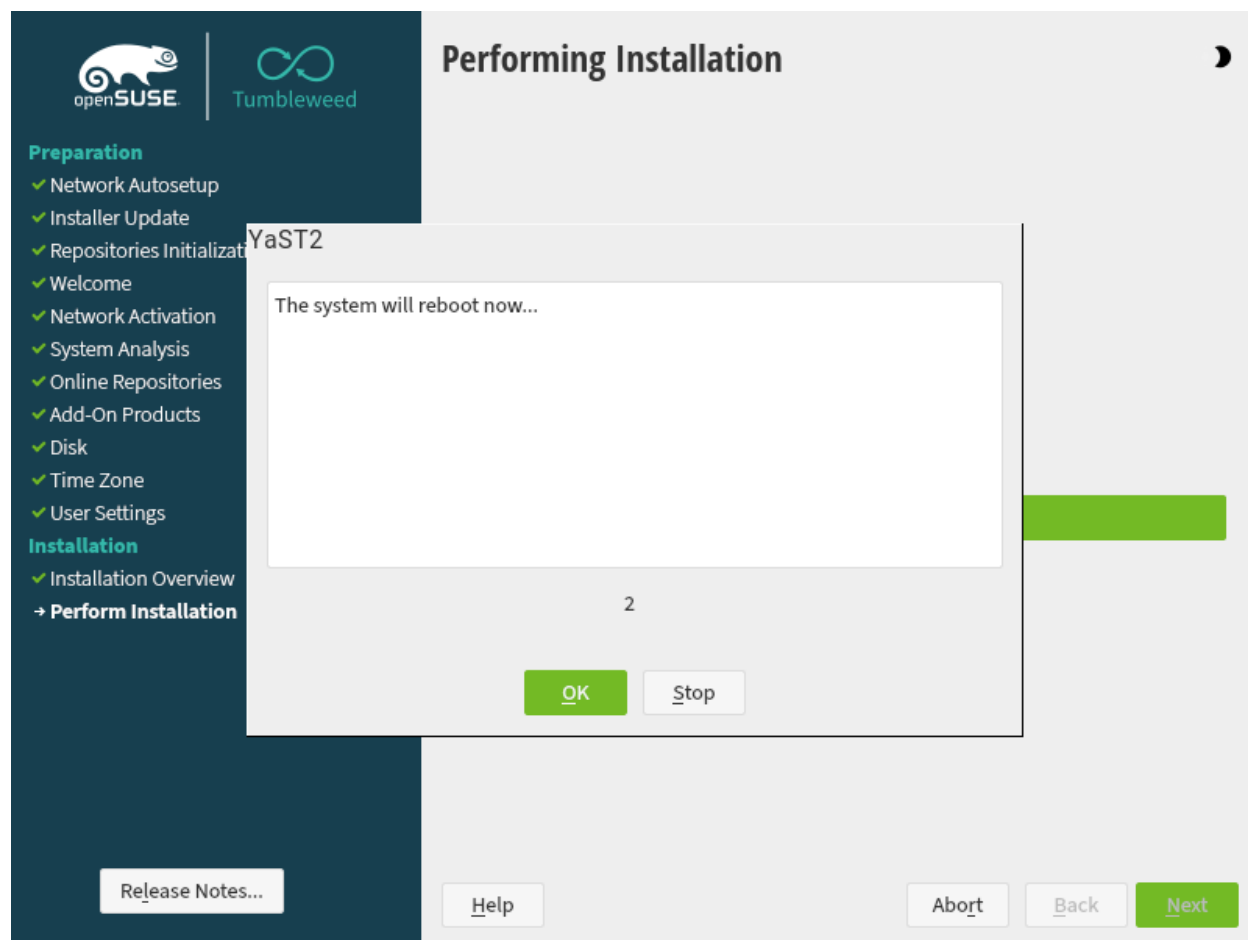 openSUSE.
Tumbleweed
Performing Installation
Preparation
Network Autosetup
Installer Update
Repositories Initializati
Welcome
Network Activation
System Analysis
Online Repositories
Add-On Products
Disk
Time Zone
User Settings
Installation
Installation Overview
Perform Installation
YaST2
The system will reboot now...
2
OK
Stop
Release Notes...
Help
Abort
Back
Next